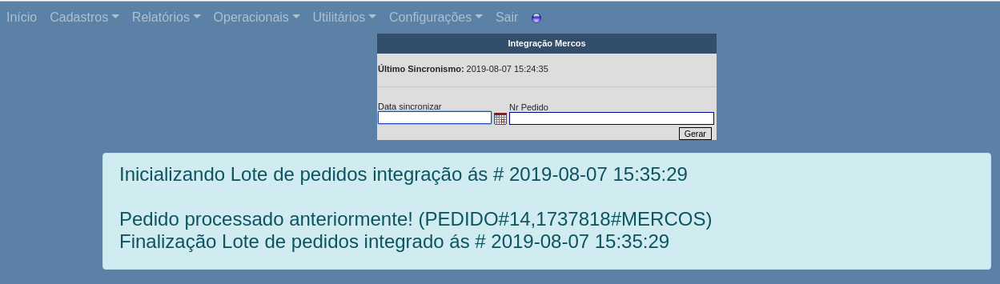 Início Cadastros Relatórios Operacionais Utilitários Configurações Sair
Integração Mercos
Último Sincronismo: 2019-08-07 15:24:35
Data sincronizar Nr Pedido
Gerar
Inicializando Lote de pedidos integração ás # 2019-08-07 15:35:29
Pedido processado anteriormente! (PEDIDO#14,1737818#MERCOS)
Finalização Lote de pedidos integrado ás # 2019-08-07 15:35:29